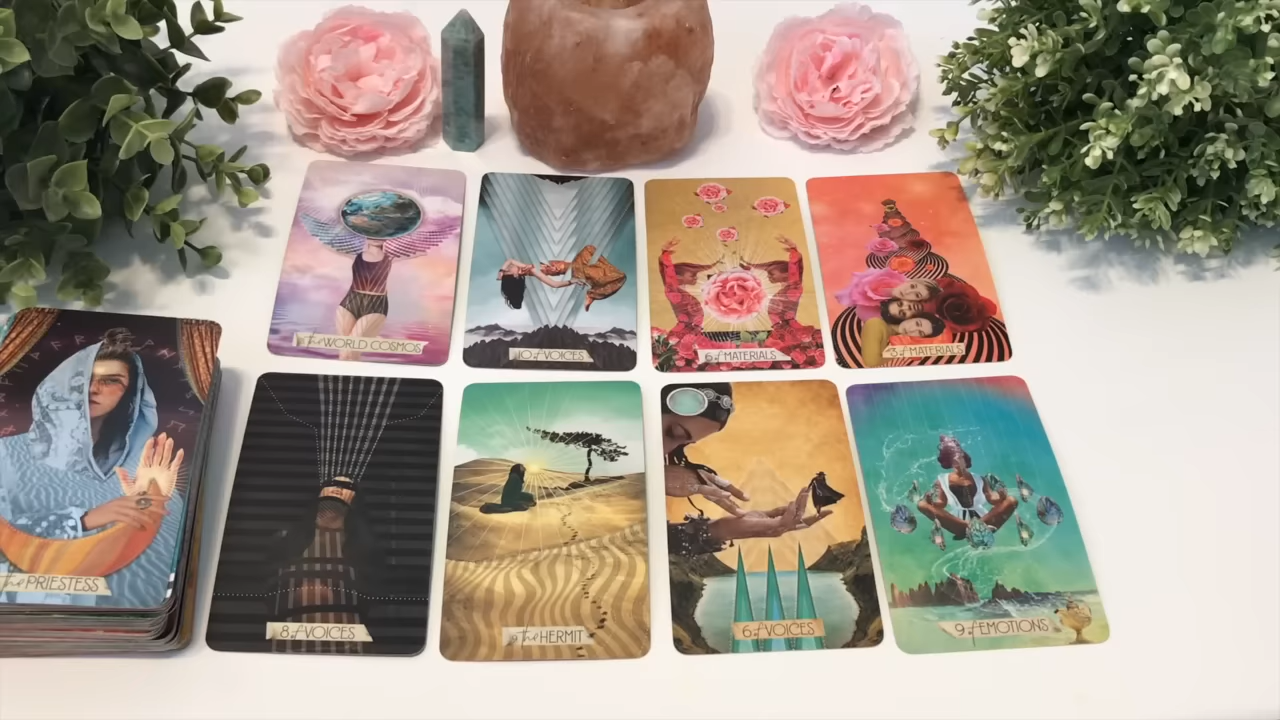 the WORLD COSMOS
10 of VOICES
6 of MATERIALS
3 of MATERIALS
the PRIESTESS
8 of VOICES
the HERMIT
6 of VOICES
9 of EMOTIONS